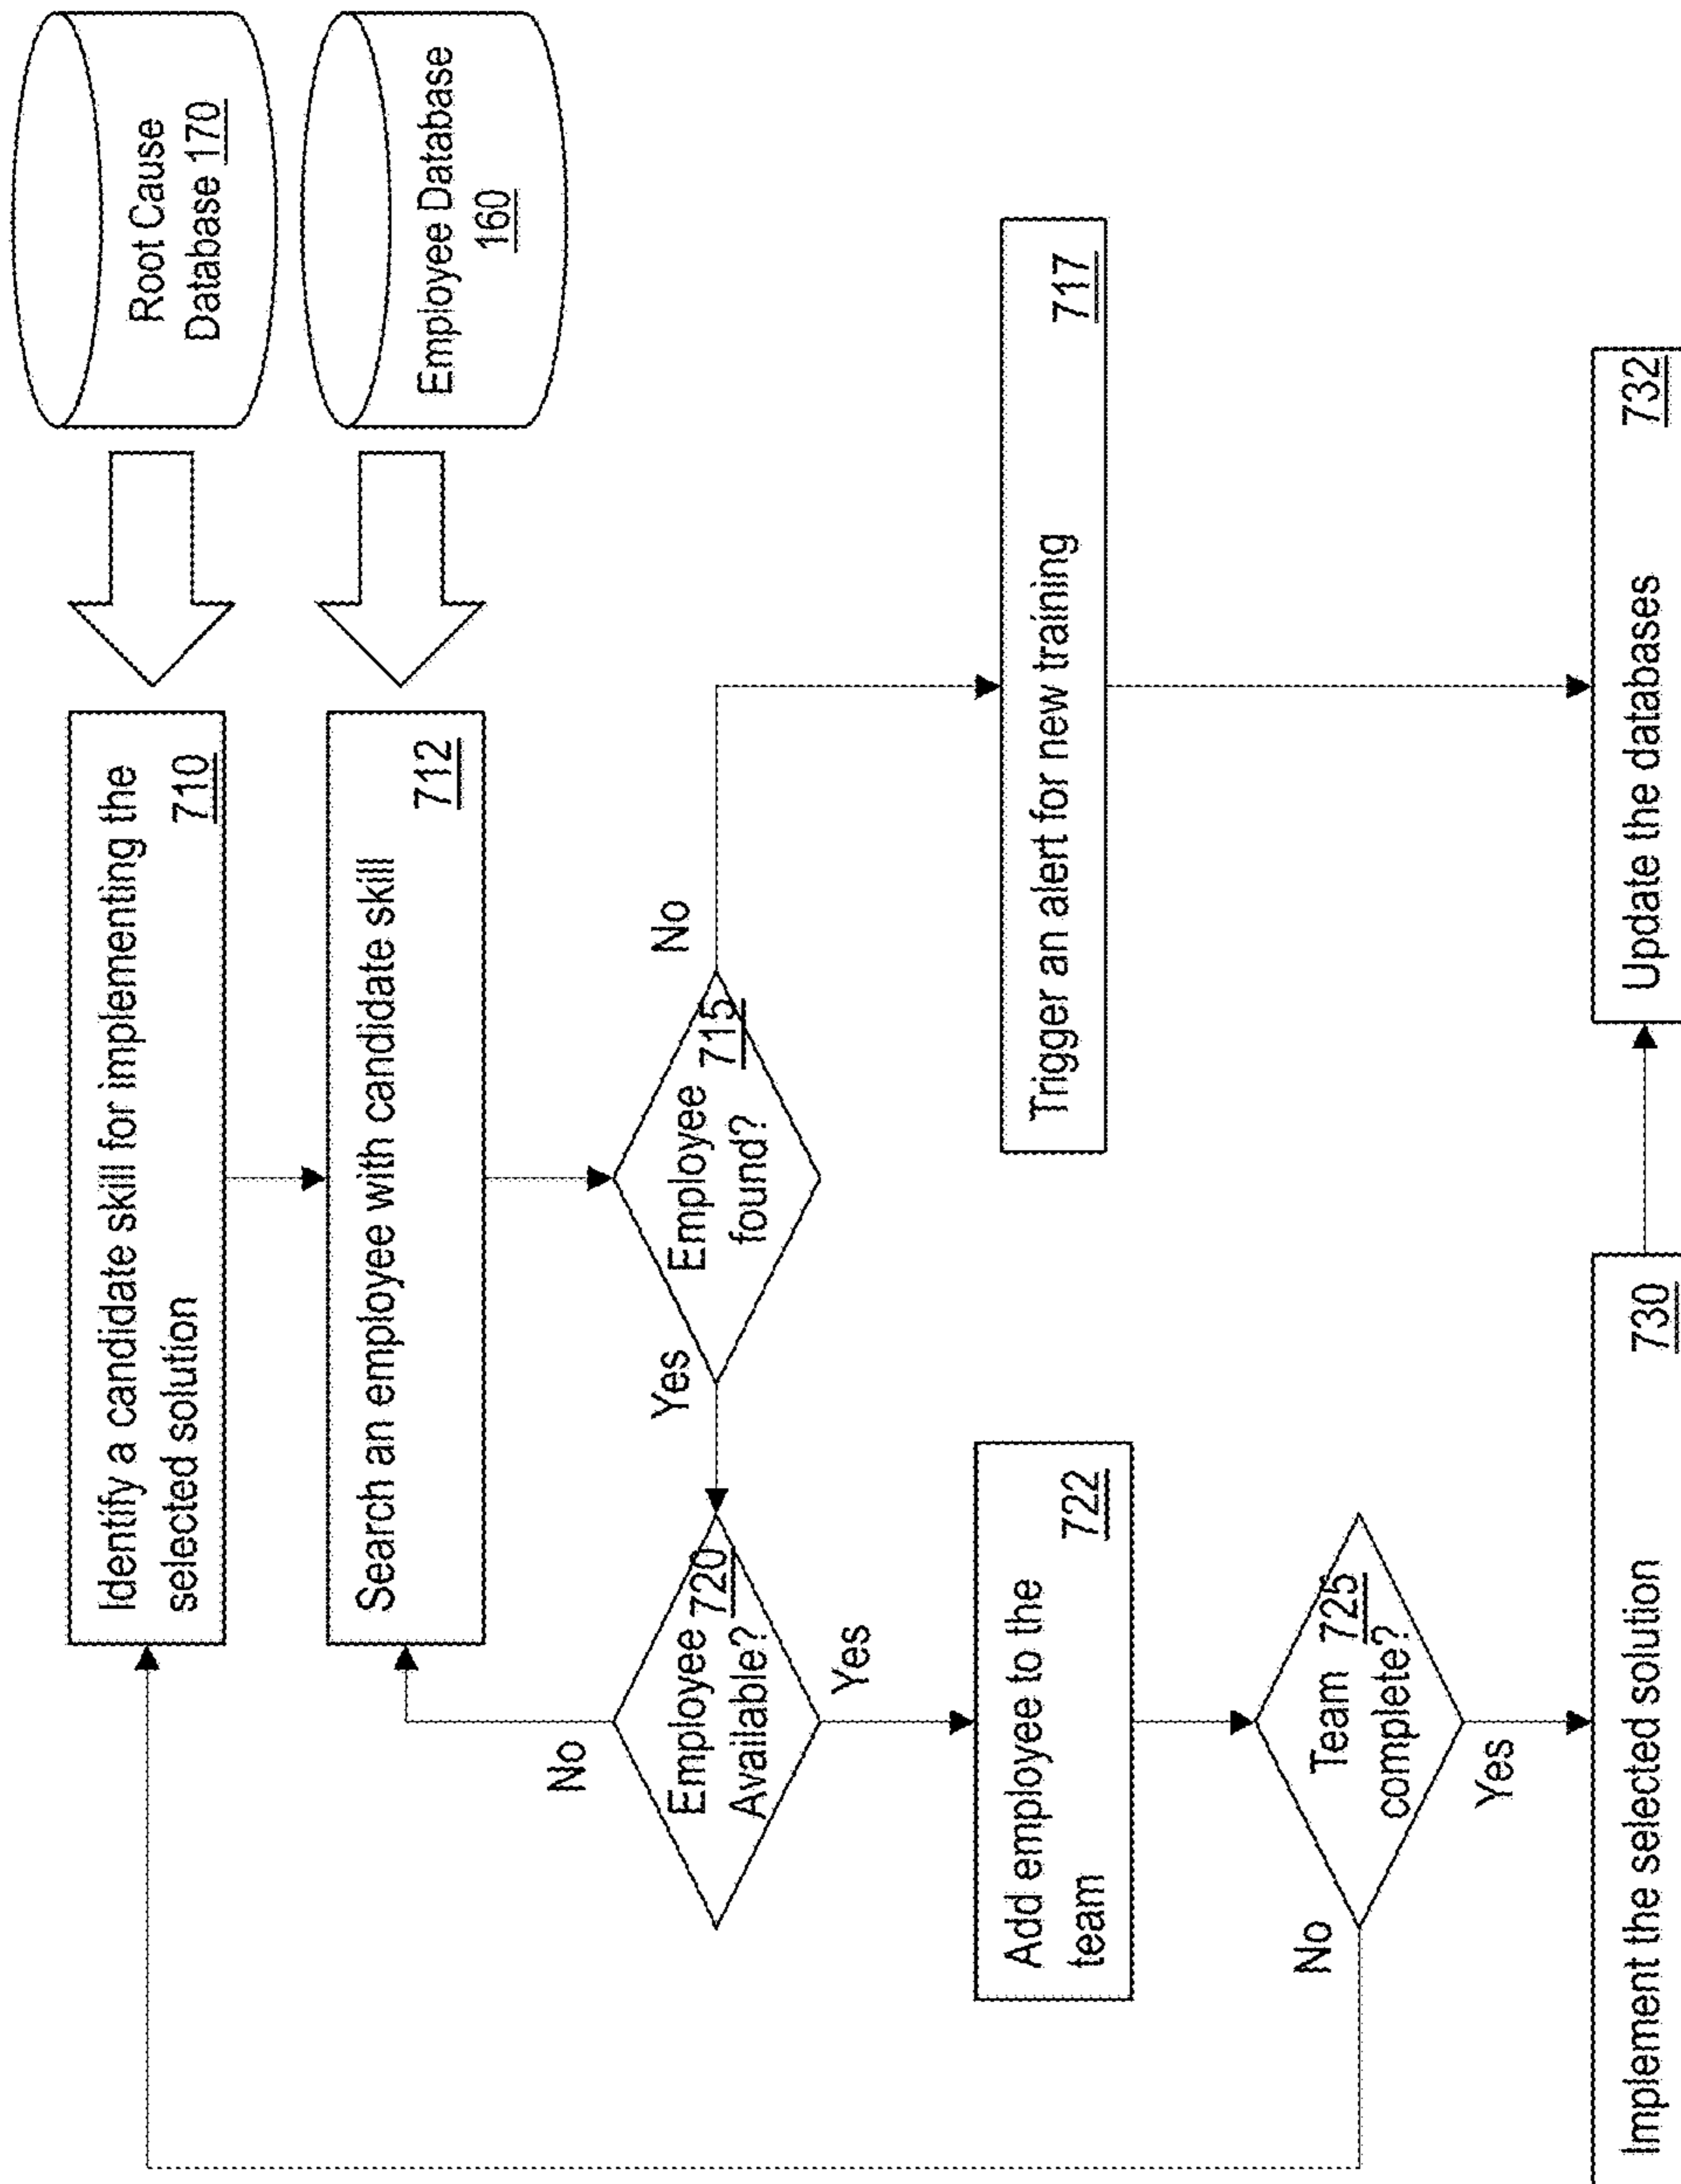 Identify a candidate skill for implementing the
selected solution 710
Root Cause
Database 170
Search an employee with candidate skill
712
Employee Database
160
Employee 715
found?
Yes
No
Employee 720
Available?
No
Yes
Add employee to the
team 722
Trigger an alert for new training 717
Team 725
complete?
No
Yes
Implement the selected solution 730
Update the databases 732